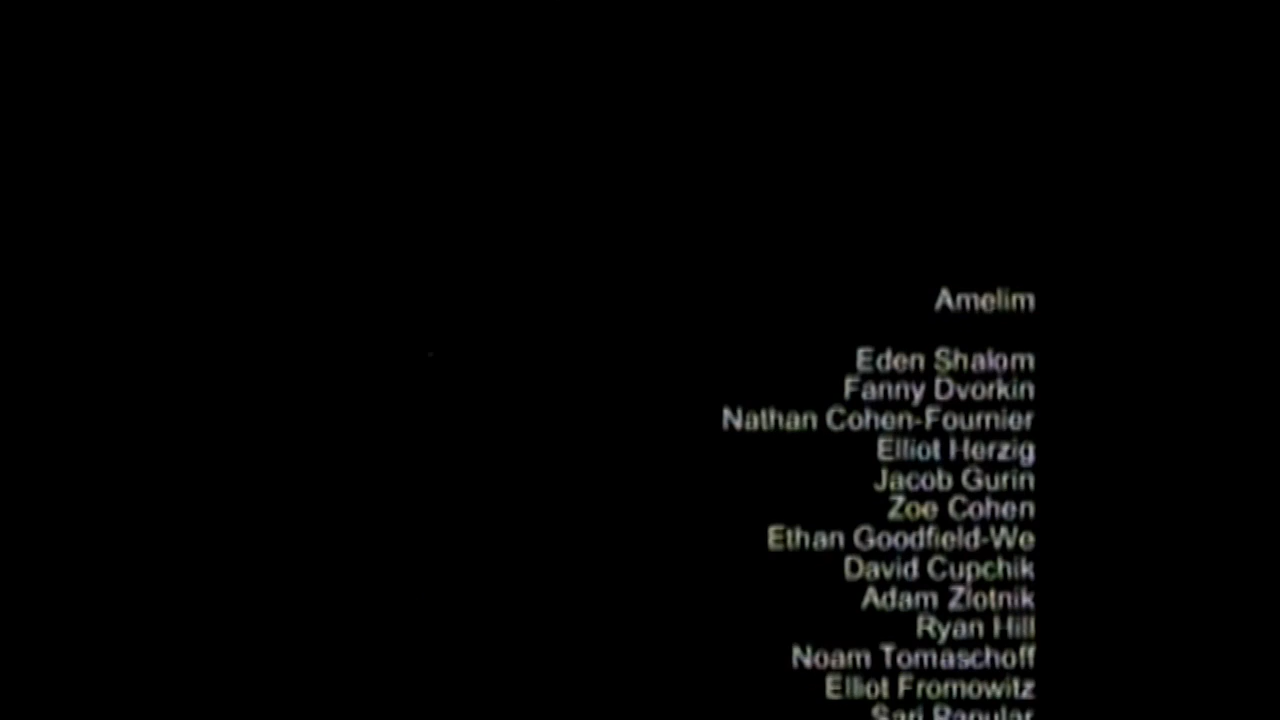 Amelim
Eden Shalom
Fanny Dvorkin
Nathan Cohen-Fournier
Elliot Herzig
Jacob Gurin
Zoe Cohen
Ethan Goodfield-We
David Cupchik
Adam Zlotnik
Ryan Hill
Noam Tomaschoff
Elliot Fromowitz
Sari